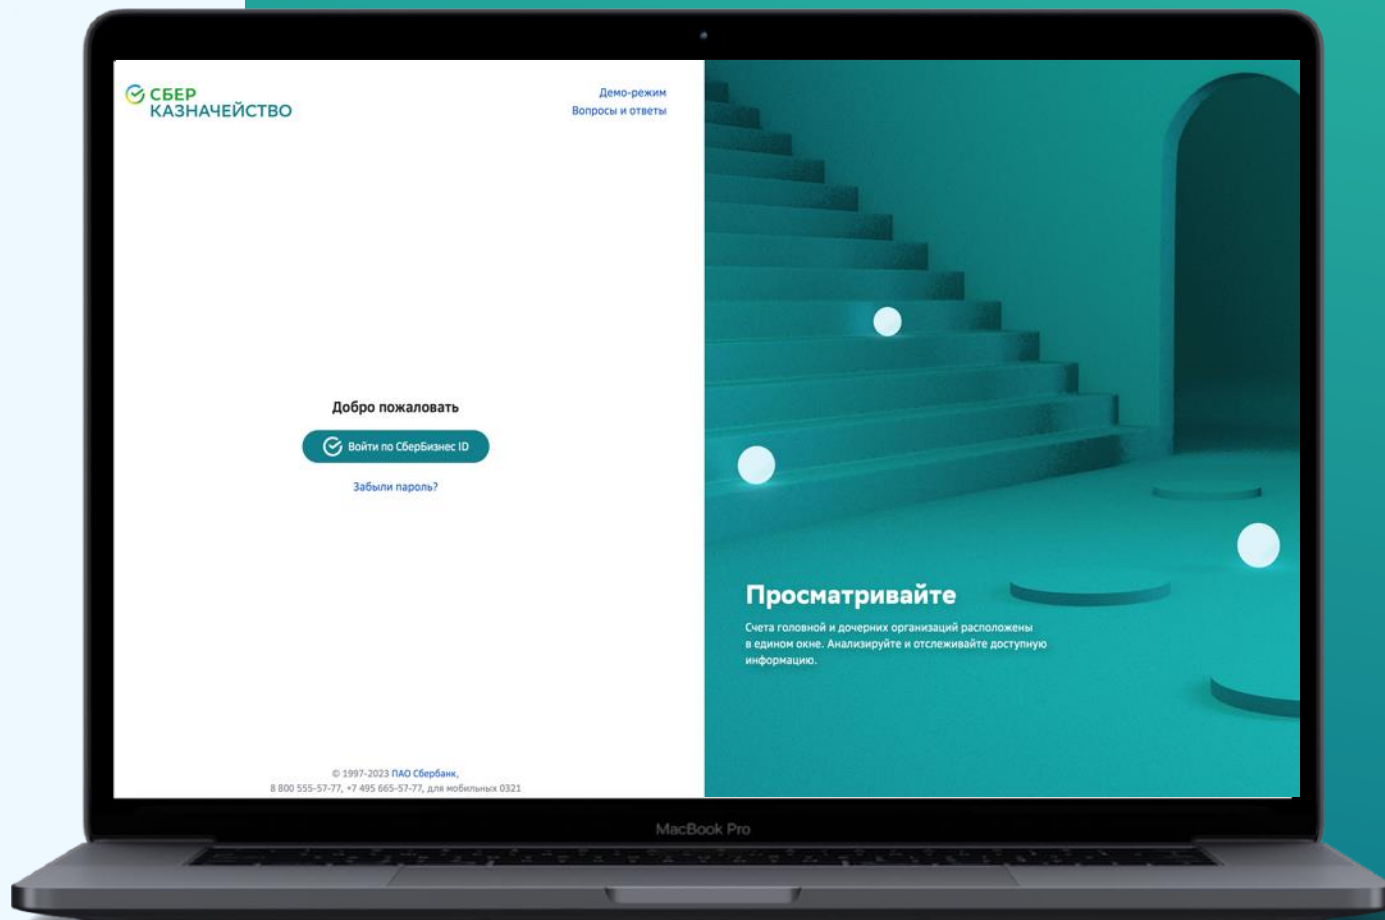 СБЕР
КАЗНАЧЕЙСТВО
Демо-режим
Вопросы и ответы
Добро пожаловать
Войти по СберБизнес ID
Забыли пароль?
© 1997-2023 ПАО Сбербанк,
8 800 555-57-77, +7 495 665-57-77, для мобильных 0321
Просматривайте
Счета головной и дочерних организаций расположены
в едином окне. Анализируйте и отслеживайте доступную
информацию.
MacBook Pro